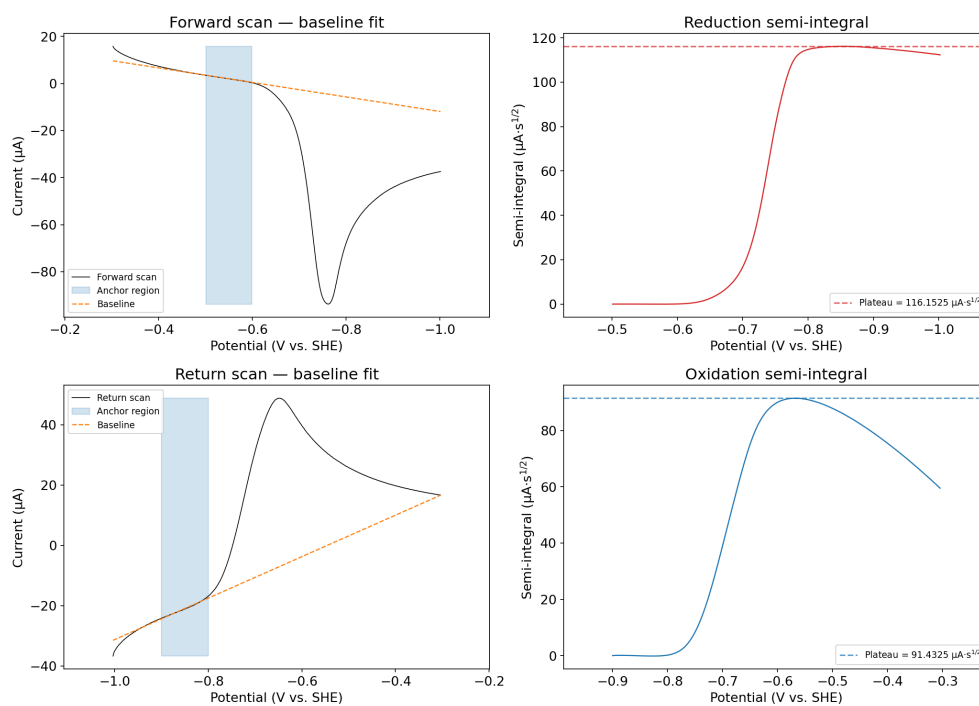 Forward scan — baseline fit
20
0
−20
−40
−60
−80
Current (µA)
Forward scan
Anchor region
Baseline
−0.2
−0.4
−0.6
−0.8
−1.0
Potential (V vs. SHE)
Reduction semi-integral
120
100
80
60
40
20
0
Semi-integral (µA·s^{1/2})
Plateau = 116.1525 µA·s^{1/2}
−0.5
−0.6
−0.7
−0.8
−0.9
−1.0
Potential (V vs. SHE)
Return scan — baseline fit
40
20
0
−20
−40
Current (µA)
Return scan
Anchor region
Baseline
−1.0
−0.8
−0.6
−0.4
−0.2
Potential (V vs. SHE)
Oxidation semi-integral
80
60
40
20
0
Semi-integral (µA·s^{1/2})
Plateau = 91.4325 µA·s^{1/2}
−0.9
−0.8
−0.7
−0.6
−0.5
−0.4
−0.3
Potential (V vs. SHE)